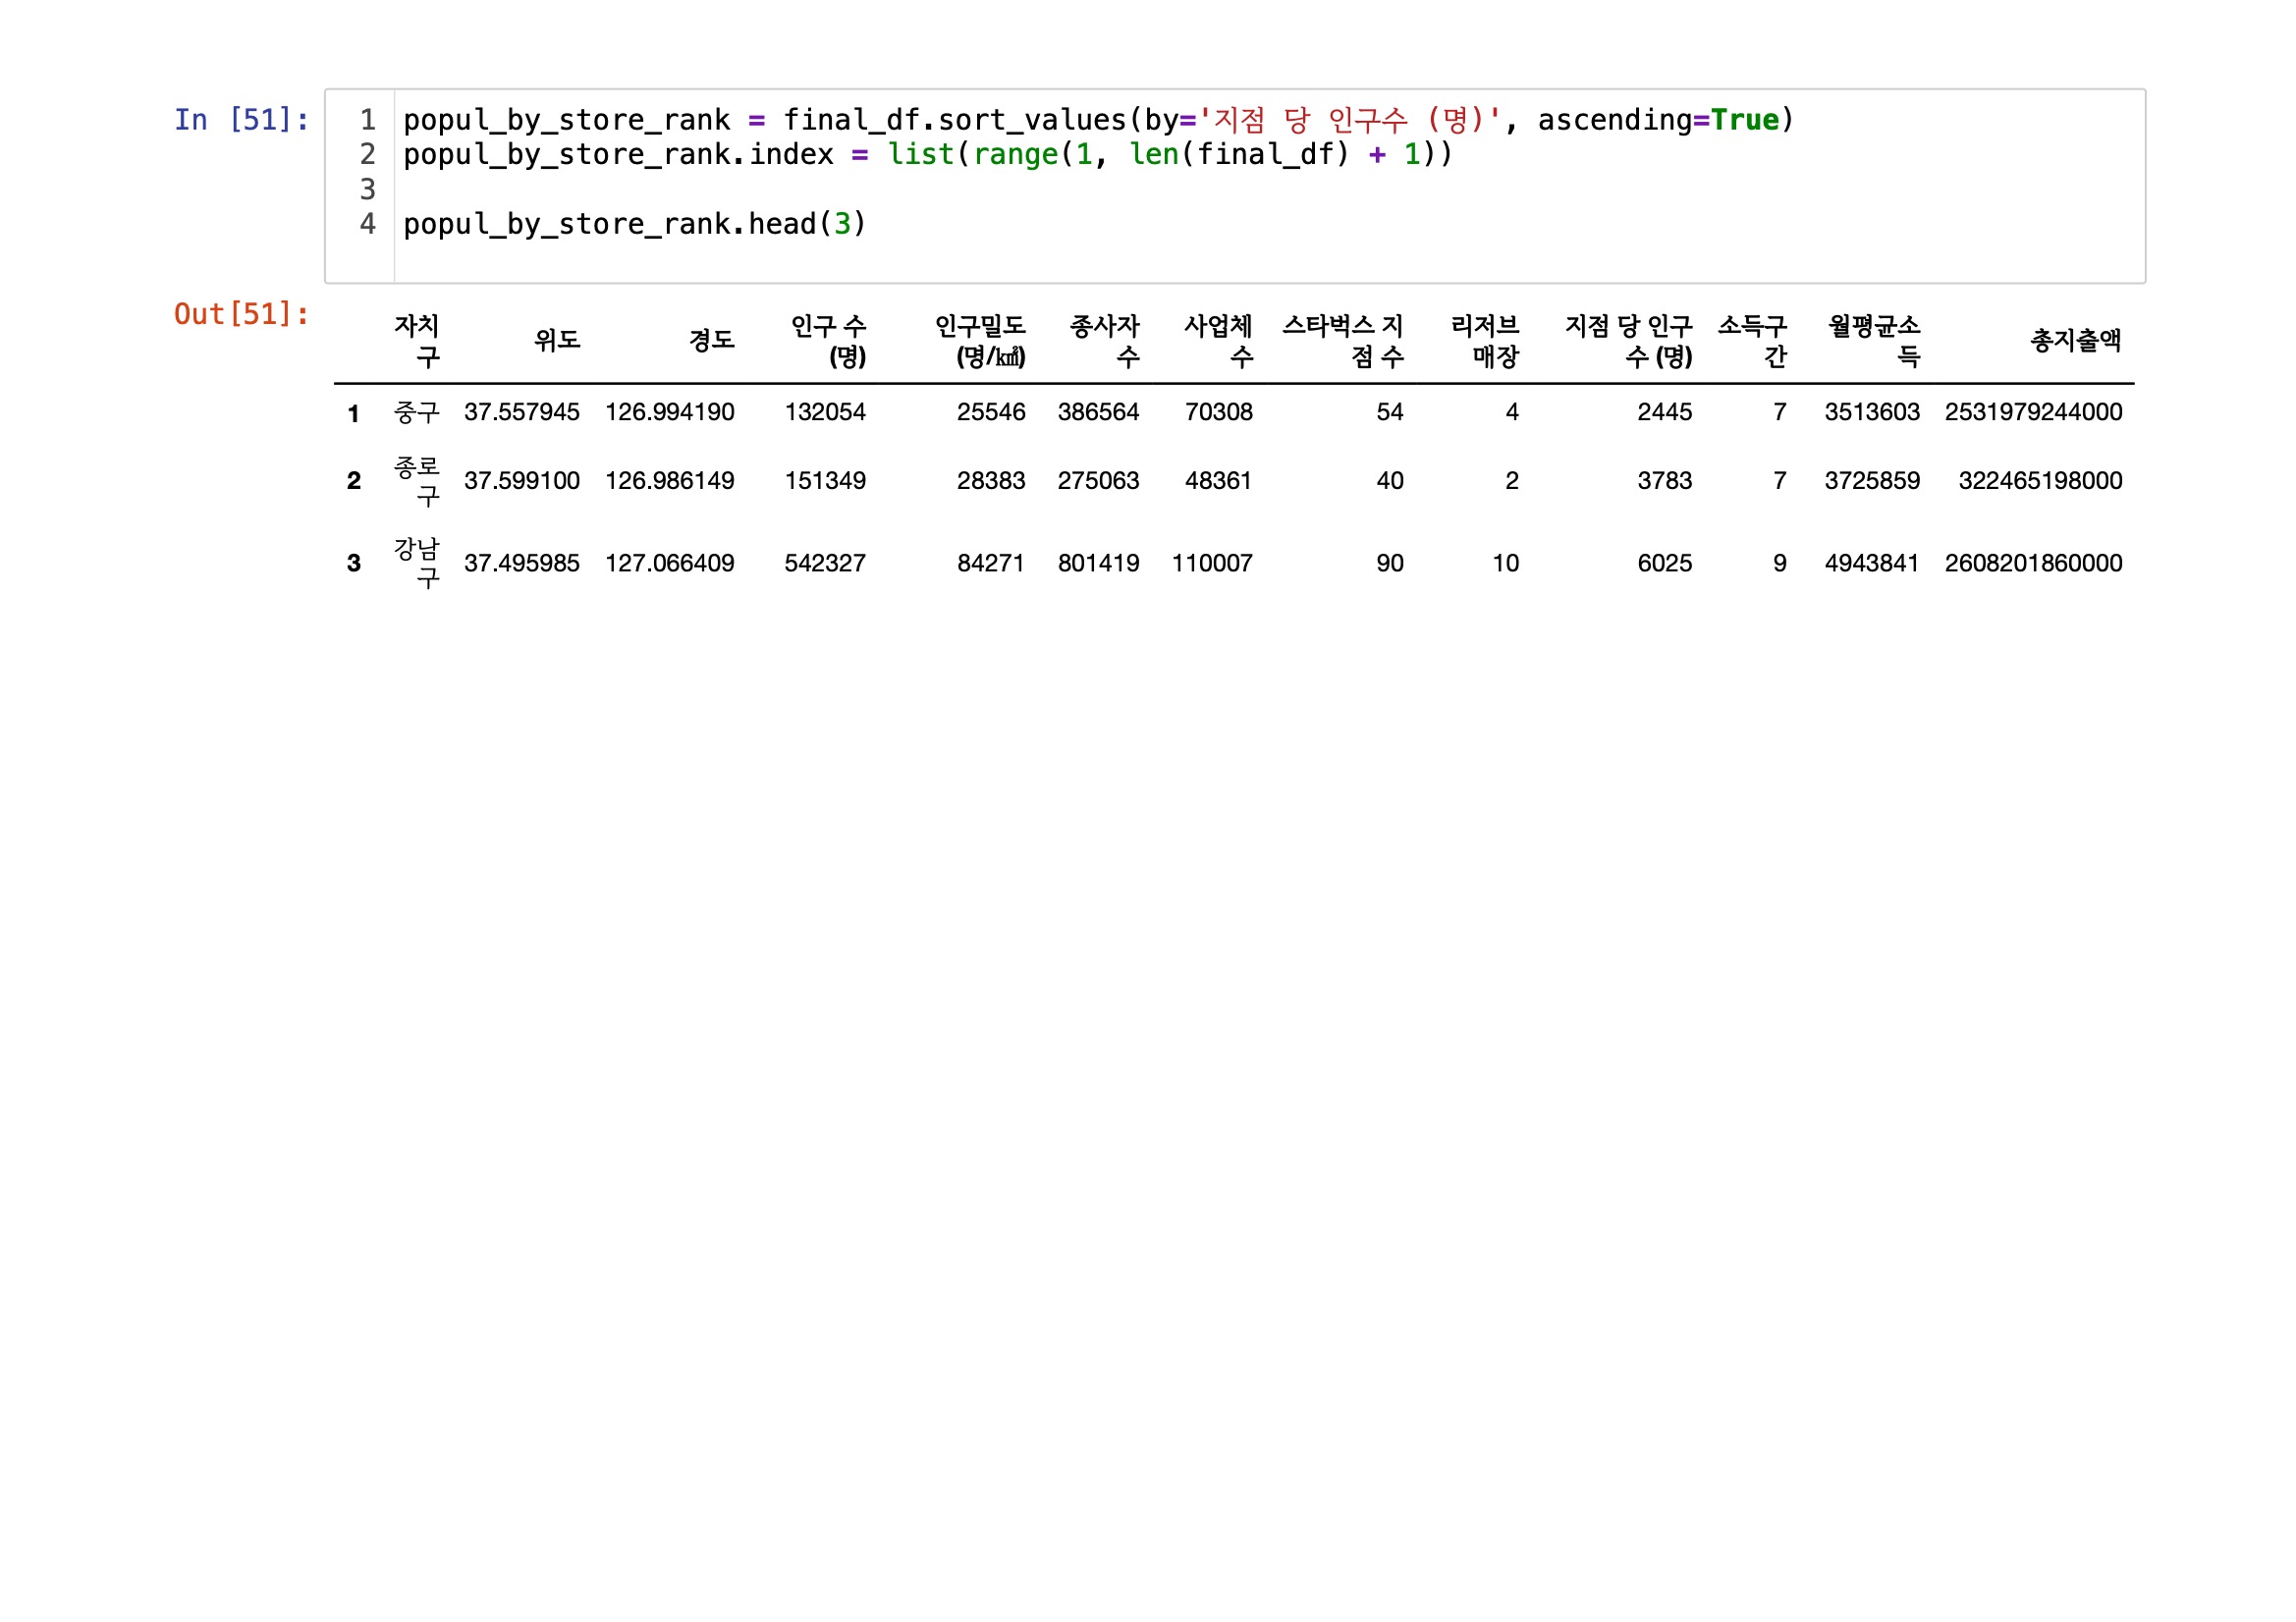 In [51]:
1 popul_by_store_rank = final_df.sort_values(by='지점 당 인구수 (명)', ascending=True)
2 popul_by_store_rank.index = list(range(1, len(final_df) + 1))
3
4 popul_by_store_rank.head(3)
Out[51]:
자치구 위도 경도 인구 수 (명) 인구밀도 (명/㎢) 종사자 수 사업체 수 스타벅스 지점 수 리저브 매장 지점 당 인구수 (명) 소득구간 월평균소득 총지출액
1 중구 37.557945 126.994190 132054 25546 386564 70308 54 4 2445 7 3513603 2531979244000
2 종로구 37.599100 126.986149 151349 28383 275063 48361 40 2 3783 7 3725859 322465198000
3 강남구 37.495985 127.066409 542327 84271 801419 110007 90 10 6025 9 4943841 2608201860000